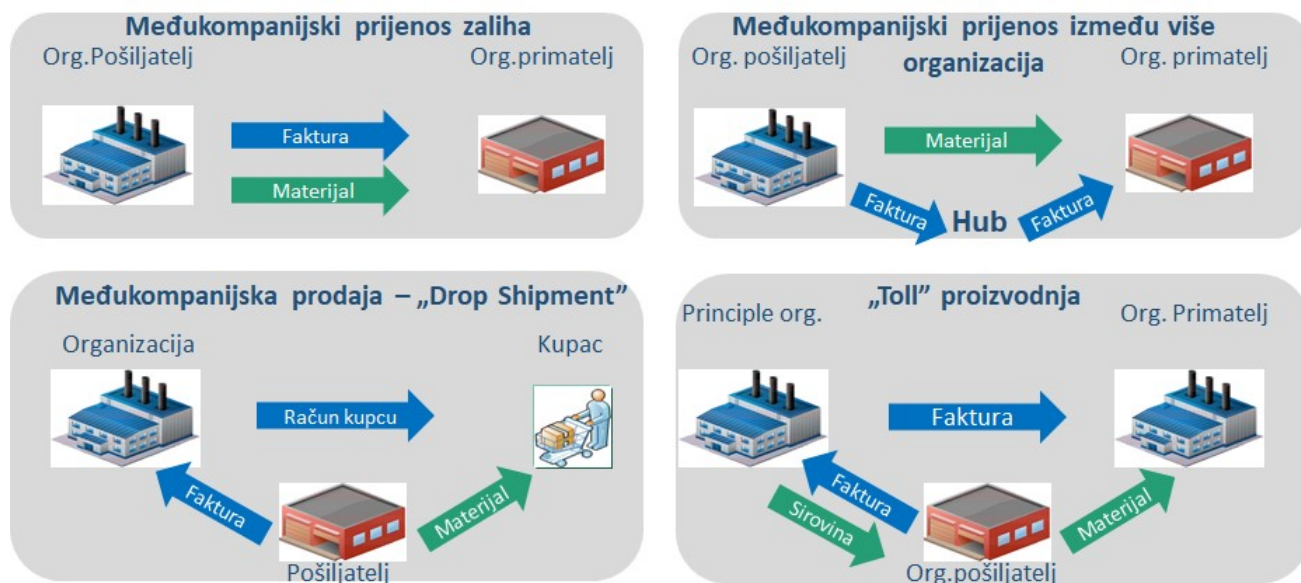 Međukompanijski prijenos zaliha
Org.Pošiljatelj
Org.primatelj
Faktura
Materijal
Međukompanijski prijenos između više
organizacija
Org. pošiljatelj
Org. primatelj
Materijal
Faktura
Hub
Faktura
Međukompanijska prodaja – „Drop Shipment”
Organizacija
Kupac
Račun kupcu
Faktura
Materijal
Pošiljatelj
„Toll” proizvodnja
Principle org.
Org. Primatelj
Faktura
Faktura
Sirovina
Materijal
Org.pošiljatelj